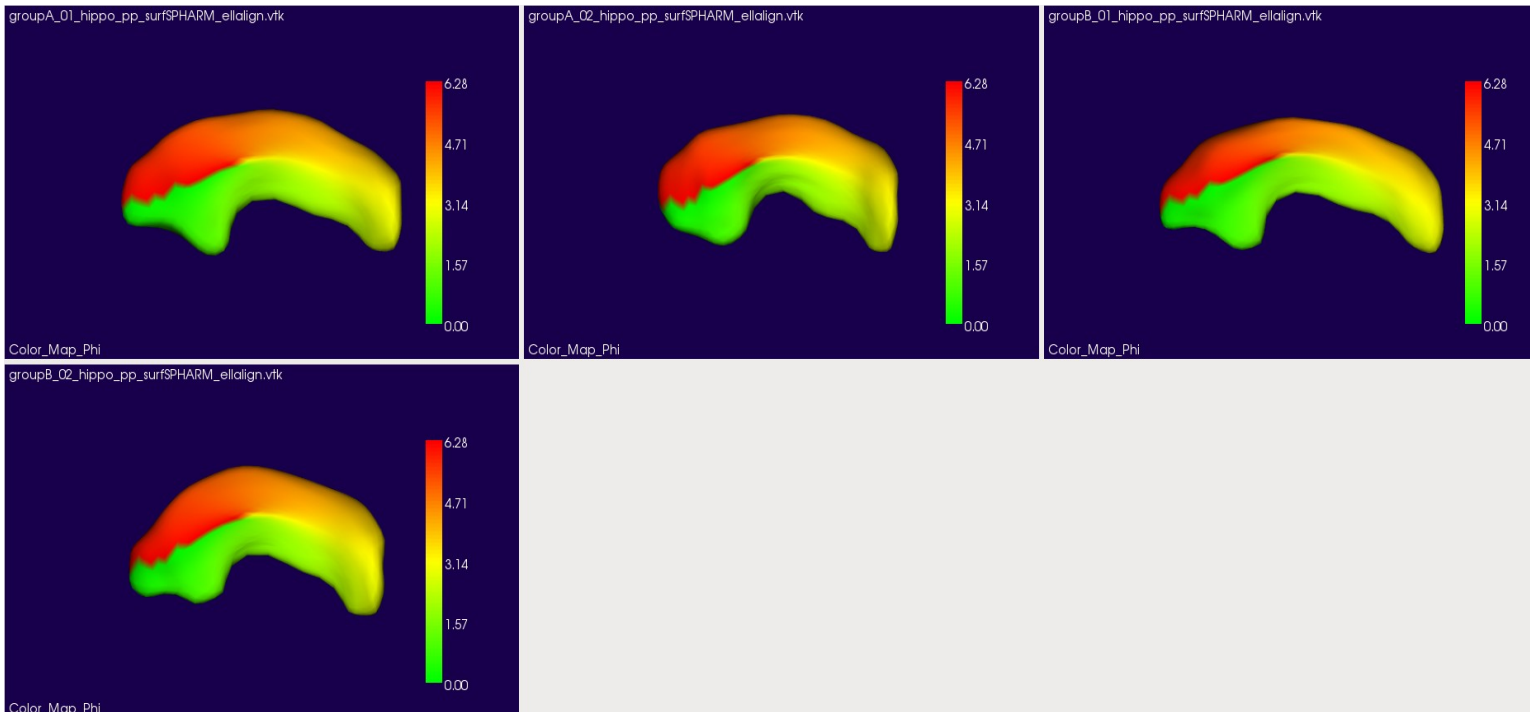 groupA_01_hippo_pp_surfSPHARM_ellalign.vtk
6.28
4.71
3.14
1.57
0.00
Color_Map_Phi
groupA_02_hippo_pp_surfSPHARM_ellalign.vtk
6.28
4.71
3.14
1.57
0.00
Color_Map_Phi
groupB_01_hippo_pp_surfSPHARM_ellalign.vtk
6.28
4.71
3.14
1.57
0.00
Color_Map_Phi
groupB_02_hippo_pp_surfSPHARM_ellalign.vtk
6.28
4.71
3.14
1.57
0.00
Color_Map_Phi